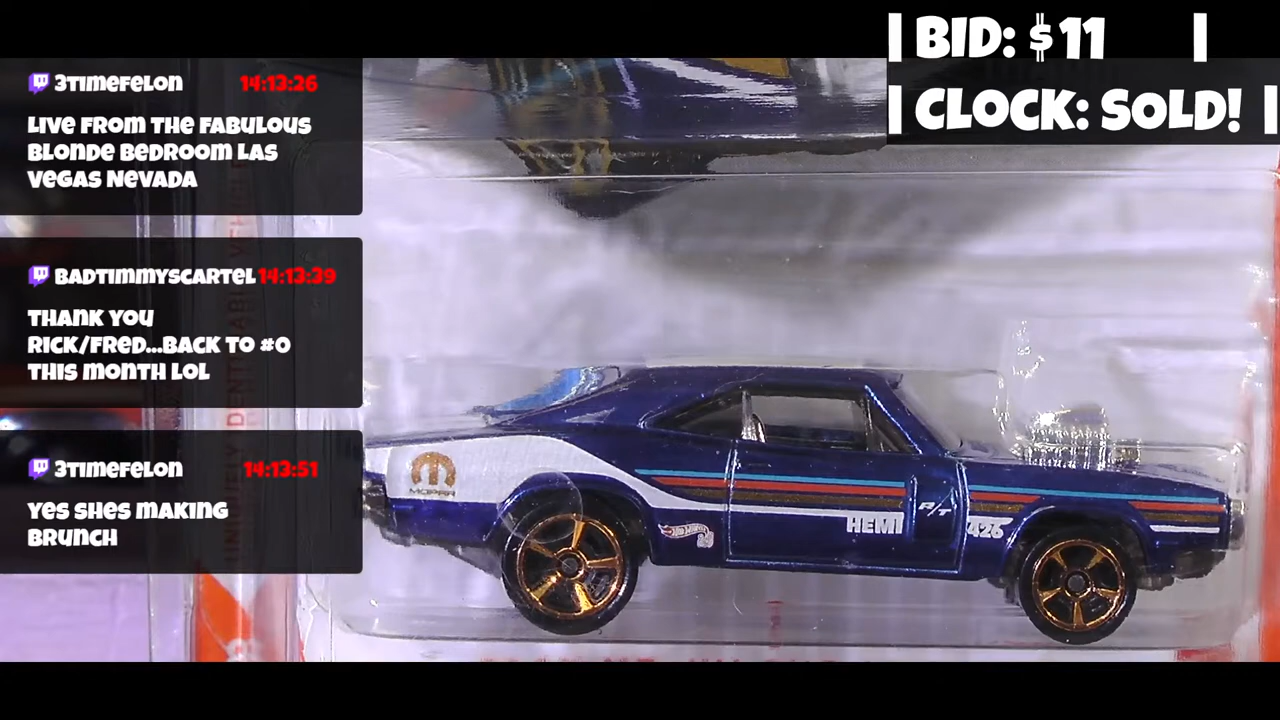 3TIMEFELON 14:13:26
LIVE FROM THE FABULOUS
BLONDE BEDROOM LAS
VEGAS NEVADA
BADTIMMYSCARTEL 14:13:39
THANK YOU
RICK/FRED...BACK TO #0
THIS MONTH LOL
3TIMEFELON 14:13:51
YES SHES MAKING
BRUNCH
| BID: $11 |
| CLOCK: SOLD! |
MOPAR
HEMI
R/T
426